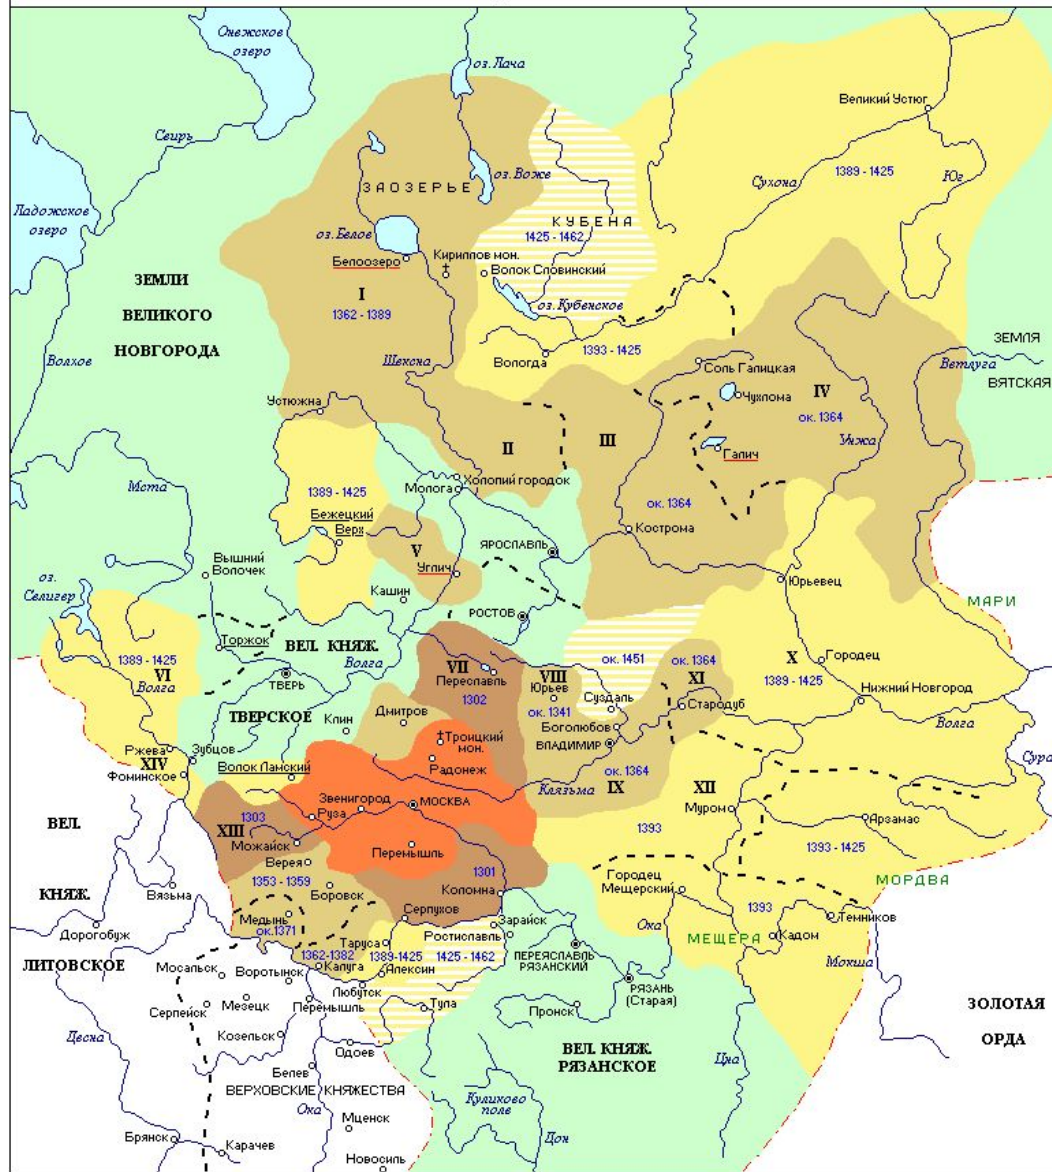 Онежское
озеро
оз. Лача
Великий Устюг
Свирь
Сухона
1389 - 1425
Юг
оз. Воже
ЗАОЗЕРЬЕ
Ладожское
озеро
КУБЕНА
1425 - 1462
оз. Белое
Кириллов мон.
Белоозеро
Волок Словинский
ЗЕМЛИ
ВЕЛИКОГО
НОВГОРОДА
I
1362 - 1389
оз. Кубенское
Волхов
Шексна
Вологда
1393 - 1425
ЗЕМЛЯ
ВЯТСКАЯ
Ветлуга
Соль Галицкая
Чухлома
IV
ок. 1364
Устюжна
II
III
Галич
Унжа
Мста
Холопий городок
Молога
1389 - 1425
Бежецкий
Верх
ок. 1364
Кострома
V
Углич
ЯРОСЛАВЛЬ
Вышний
Волочек
Юрьевец
оз.
Селигер
Кашин
РОСТОВ
МАРИ
Торжок
ВЕЛ. КНЯЖ.
Волга
1389 - 1425
VI
Волга
ТВЕРЬ
ТВЕРСКОЕ
VII
Переславль
1302
VIII
Юрьев
ок. 1341
ок. 1451
ок. 1364
XI
Суздаль
Стародуб
X
1389 - 1425
Городец
Нижний Новгород
Волга
Дмитров
Клин
Боголюбов
ВЛАДИМИР
Троицкий
мон.
Радонеж
Ржева
Зубцов
XIV
Фоминское
Волок Ламский
Сура
ок. 1364
Клязьма
IX
XII
Звенигород
Руза
МОСКВА
Муром
Арзамас
ВЕЛ.
1303
XIII
Можайск
Перемышль
1393
1393 - 1425
Верея
1353 - 1359
1301
Коломна
Городец
Мещерский
МОРДВА
КНЯЖ.
Вязьма
Боровск
Медынь
ок. 1371
Серпухов
Зарайск
Ростиславль
1393
Темников
Дорогобуж
Таруса
Ока
МЕЩЕРА
Кадом
ЛИТОВСКОЕ
1362-1382
1389-1425
1425 - 1462
ПЕРЕЯСЛАВЛЬ
РЯЗАНСКИЙ
Мокша
Мосальск
Воротынск
Калуга
Алексин
РЯЗАНЬ
(Старая)
Любутск
Серпейск
Мезецк
Перемышль
Тула
Пронск
ЗОЛОТАЯ
ОРДА
Десна
Козельск
Одоев
ВЕЛ. КНЯЖ.
РЯЗАНСКОЕ
Цна
Белев
ВЕРХОВСКИЕ КНЯЖЕСТВА
Ока
Куликово
поле
Мценск
Дон
Брянск
Карачев
Новосиль